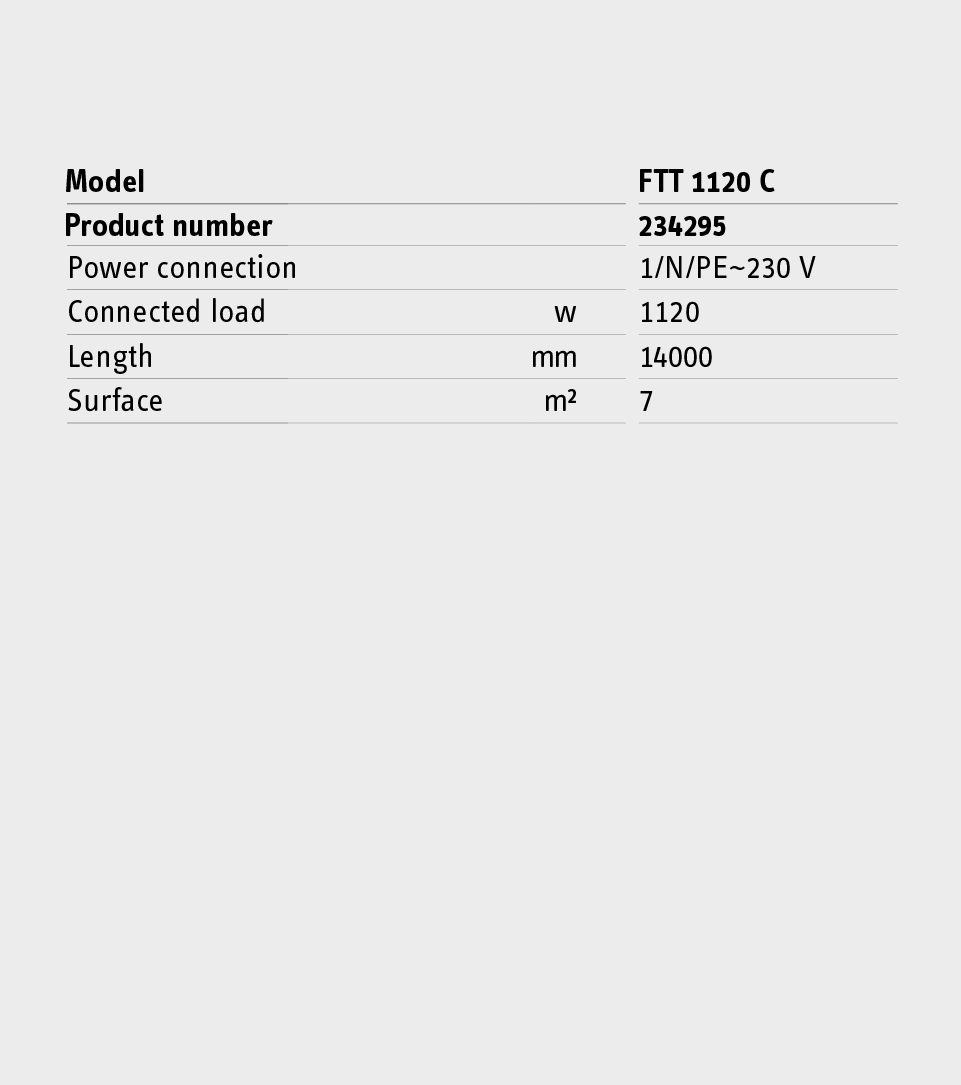 Model FTT 1120 C
Product number 234295
Power connection 1/N/PE~230 V
Connected load w 1120
Length mm 14000
Surface m² 7